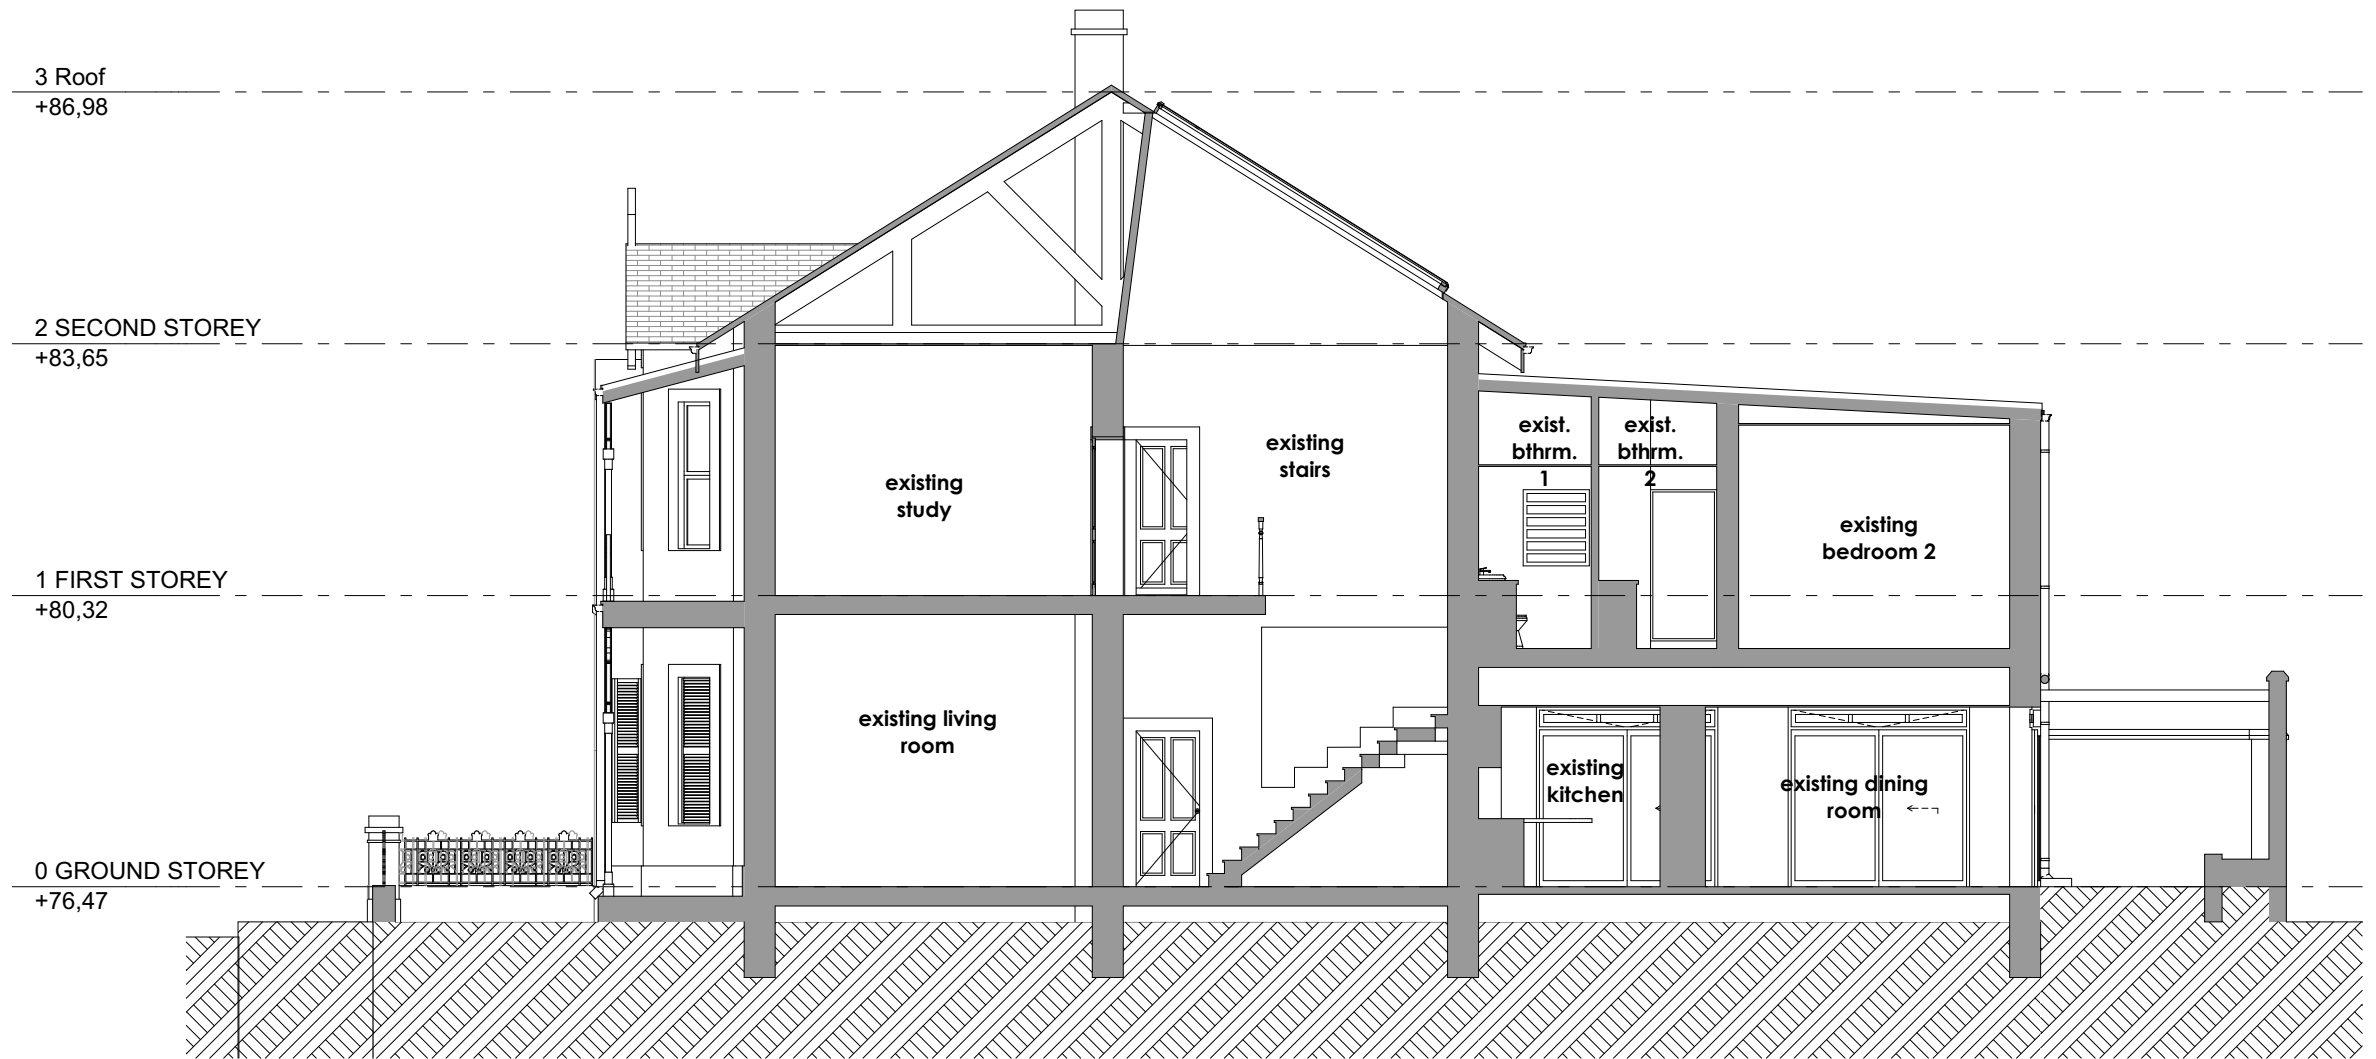 3 Roof
+86,98
2 SECOND STOREY
+83,65
exist.
bthrm.
1
exist.
bthrm.
2
existing
stairs
existing
study
existing
bedroom 2
1 FIRST STOREY
+80,32
existing living
room
existing
kitchen
existing dining
room
0 GROUND STOREY
+76,47